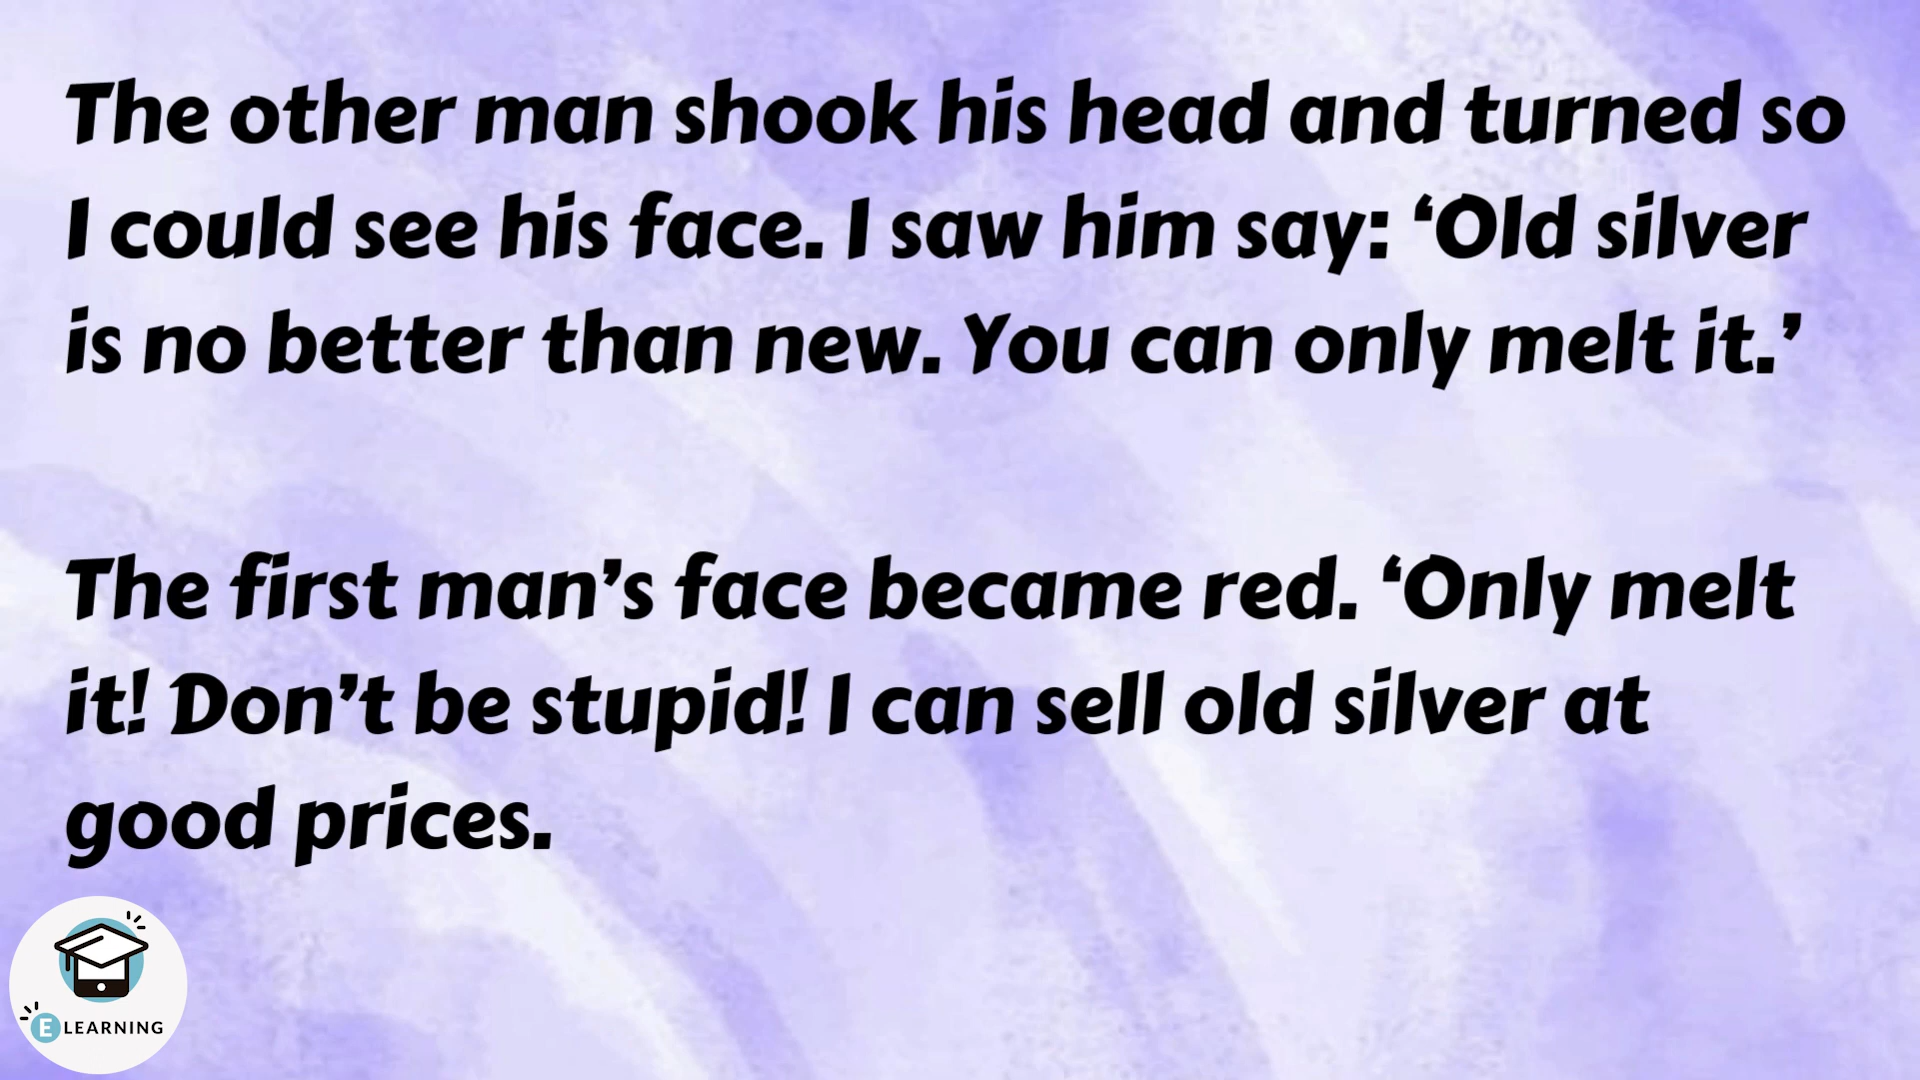 The other man shook his head and turned so
I could see his face. I saw him say: ‘Old silver
is no better than new. You can only melt it.’
The first man’s face became red. ‘Only melt
it! Don’t be stupid! I can sell old silver at
good prices.
E LEARNING